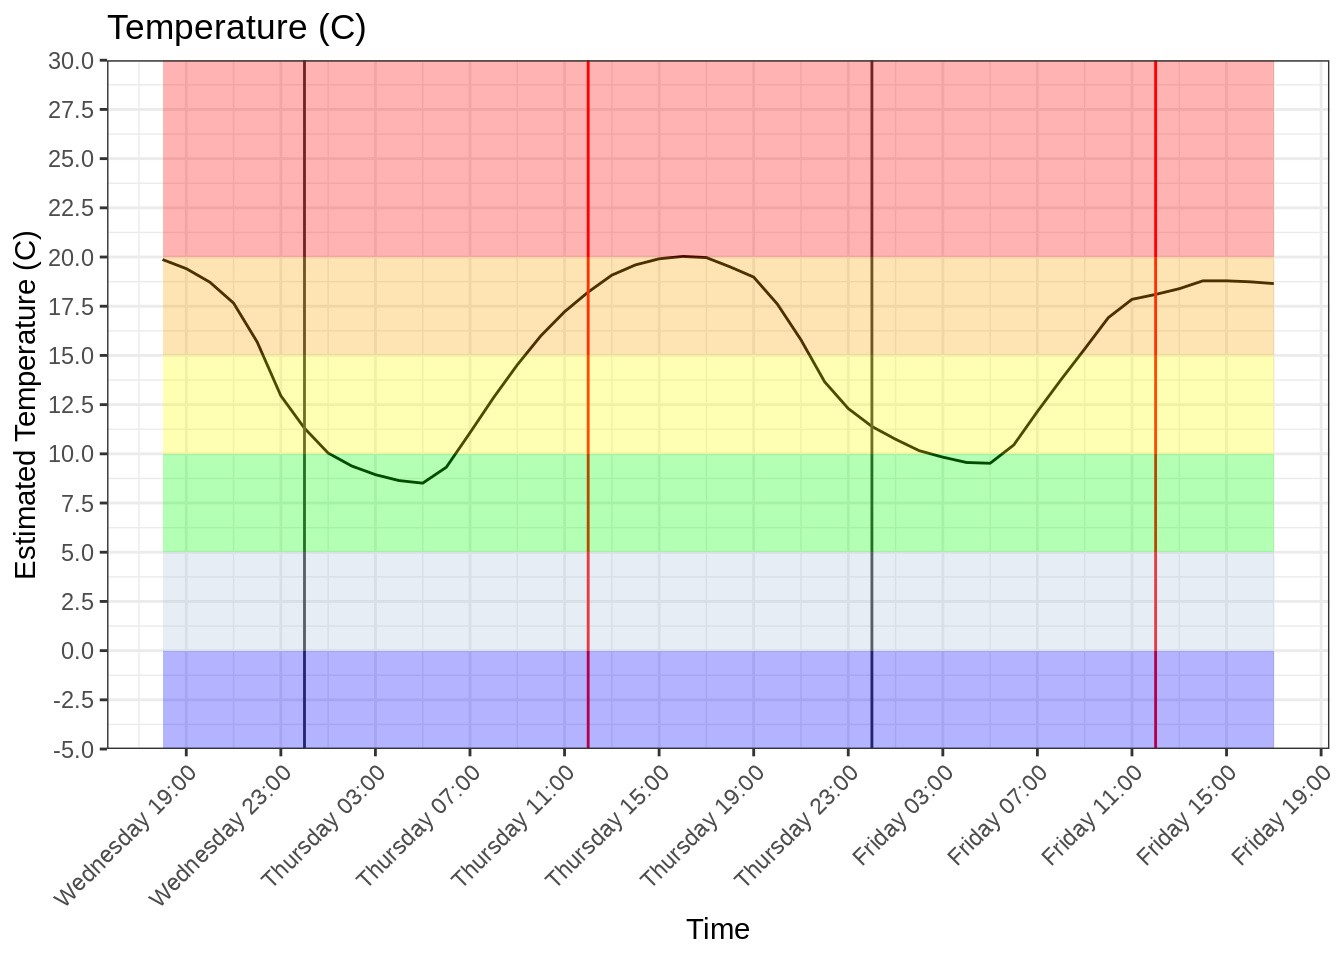 Temperature (C)
Estimated Temperature (C)
30.0
27.5
25.0
22.5
20.0
17.5
15.0
12.5
10.0
7.5
5.0
2.5
0.0
-2.5
-5.0
Wednesday 19:00
Wednesday 23:00
Thursday 03:00
Thursday 07:00
Thursday 11:00
Thursday 15:00
Thursday 19:00
Thursday 23:00
Friday 03:00
Friday 07:00
Friday 11:00
Friday 15:00
Friday 19:00
Time